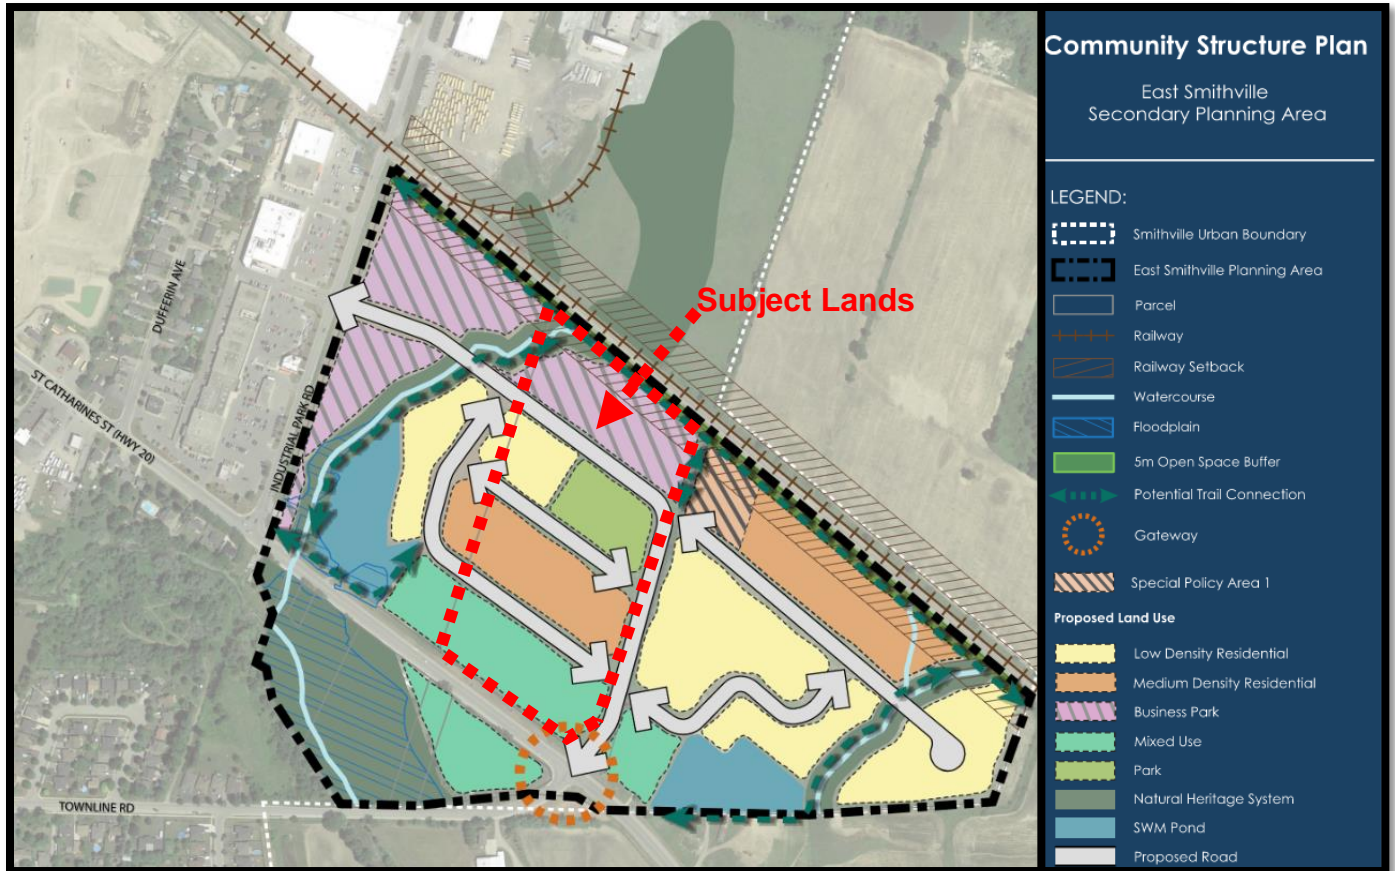 Community Structure Plan
East Smithville
Secondary Planning Area
LEGEND:
Smithville Urban Boundary
East Smithville Planning Area
Parcel
Railway
Railway Setback
Watercourse
Floodplain
5m Open Space Buffer
Potential Trail Connection
Gateway
Special Policy Area 1
Proposed Land Use
Low Density Residential
Medium Density Residential
Business Park
Mixed Use
Park
Natural Heritage System
SWM Pond
Proposed Road
Subject Lands
DUFFERIN AVE
ST CATHARINES ST (HWY 20)
INDUSTRIAL PARK RD
TOWNLINE RD